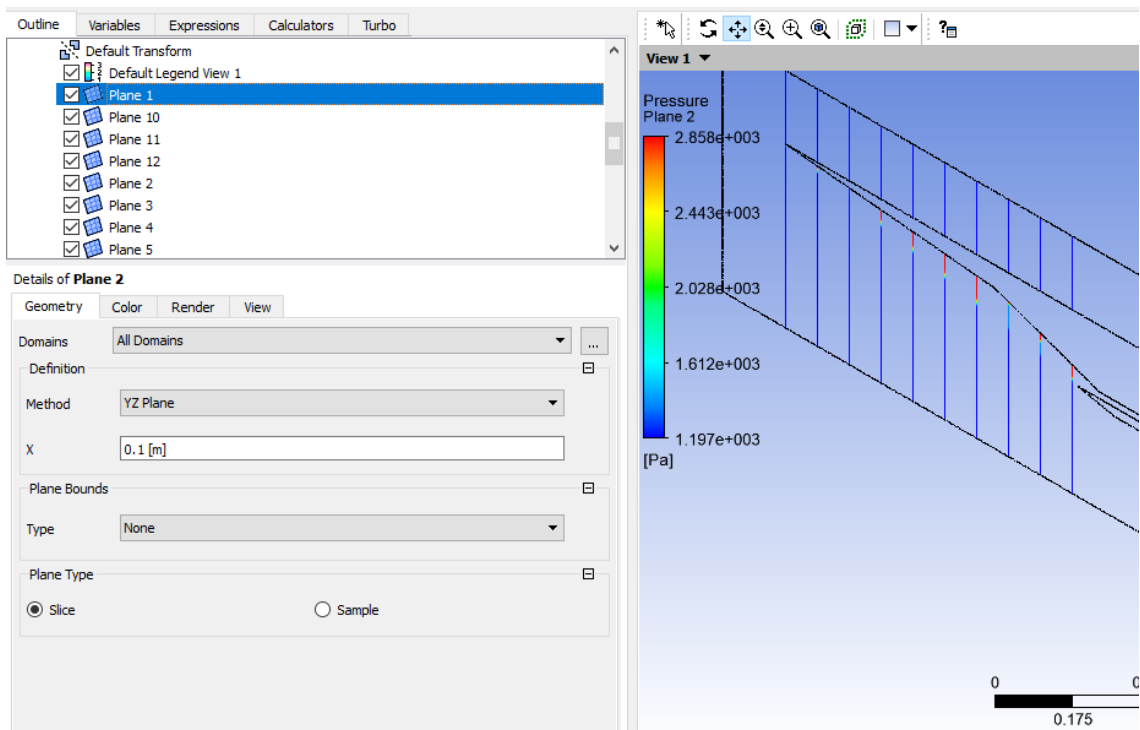 Outline Variables Expressions Calculators Turbo
Default Transform
Default Legend View 1
Plane 1
Plane 10
Plane 11
Plane 12
Plane 2
Plane 3
Plane 4
Plane 5
Details of Plane 2
Geometry Color Render View
Domains All Domains ...
Definition
Method YZ Plane
X 0.1 [m]
Plane Bounds
Type None
Plane Type
Slice Sample
View 1
Pressure
Plane 2
2.858e+003
2.443e+003
2.028e+003
1.612e+003
1.197e+003
[Pa]
0 0
0.175